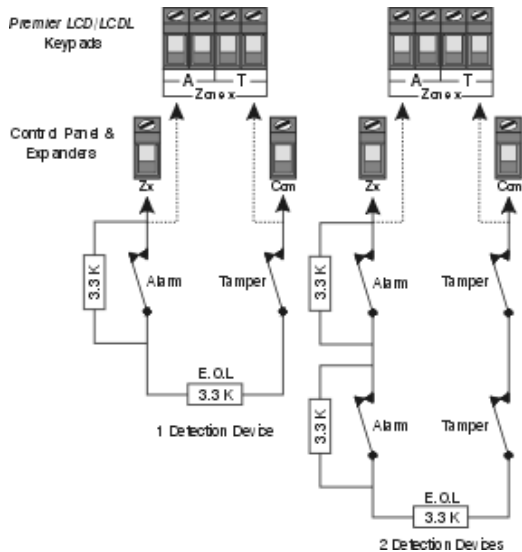 Premier LCD/LCDL
Keypads
A T
Zone x
A T
Zone x
Control Panel &
Expanders
Zx
Com
Zx
Com
3.3 K
Alarm
Tamper
3.3 K
Alarm
Tamper
E.O.L
3.3 K
1 Detection Device
3.3 K
Alarm
Tamper
E.O.L
3.3 K
2 Detection Devices